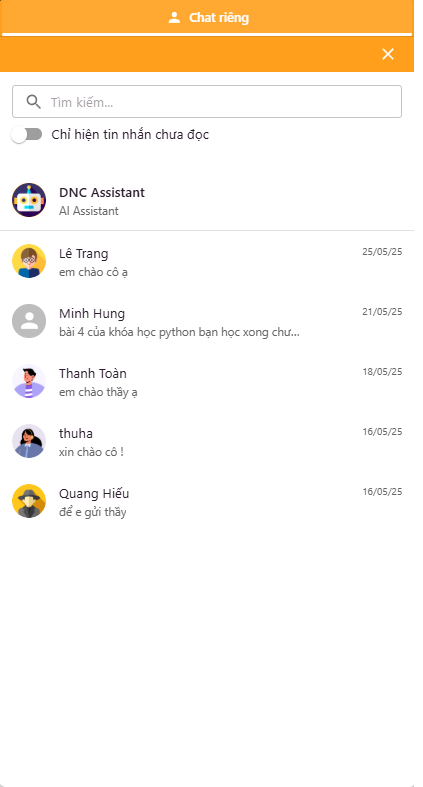 Chat riêng
Tìm kiếm...
Chỉ hiện tin nhắn chưa đọc
DNC Assistant
AI Assistant
Lê Trang 25/05/25
em chào cô ạ
Minh Hung 21/05/25
bài 4 của khóa học python bạn học xong chư...
Thanh Toàn 18/05/25
em chào thầy ạ
thuha 16/05/25
xin chào cô !
Quang Hiếu 16/05/25
để e gửi thầy